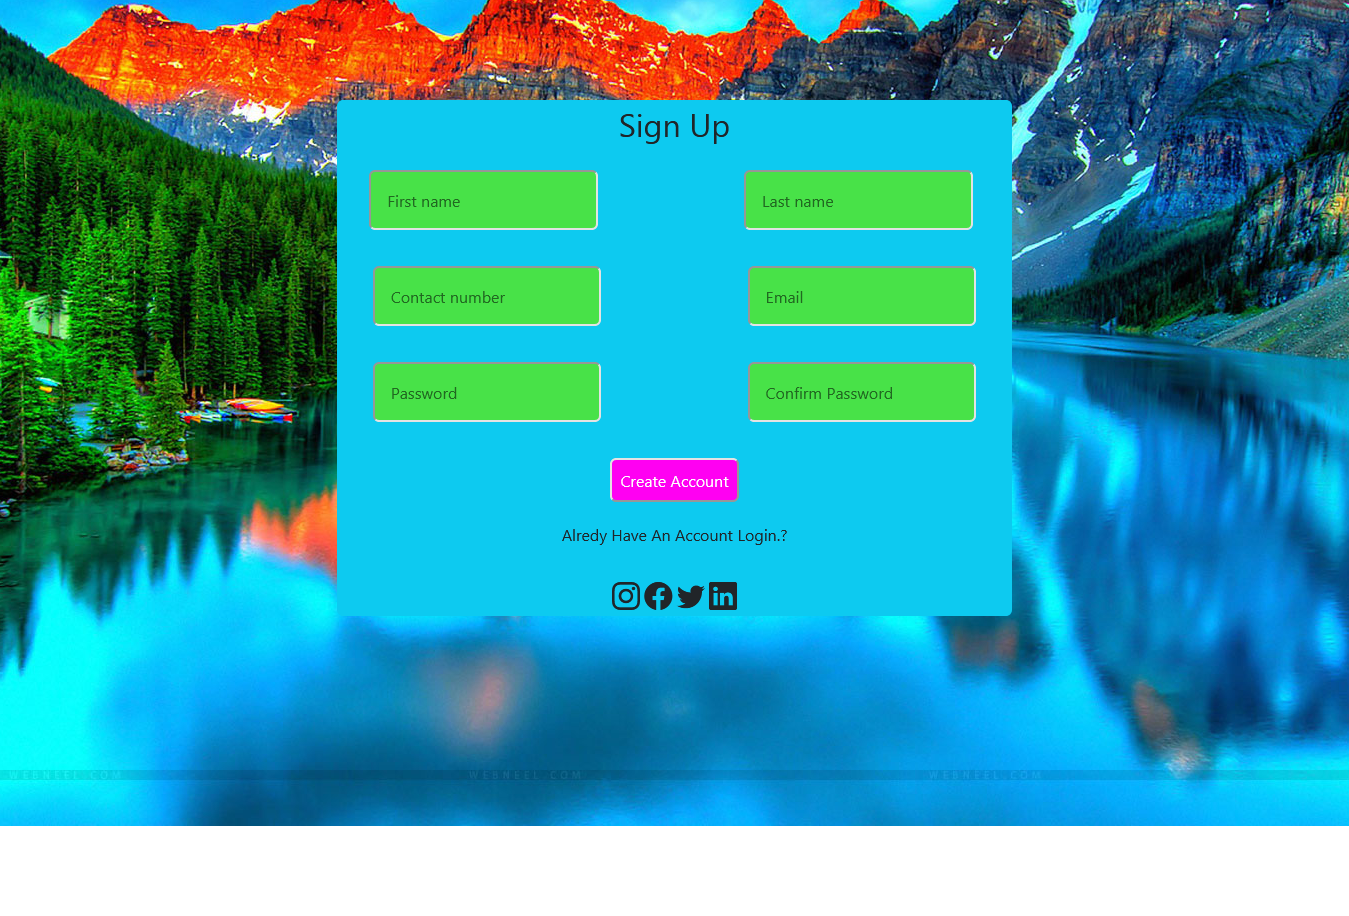 Sign Up
First name
Last name
Contact number
Email
Password
Confirm Password
Create Account
Alredy Have An Account Login.?
WEBNEEL.COM WEBNEEL.COM WEBNEEL.COM